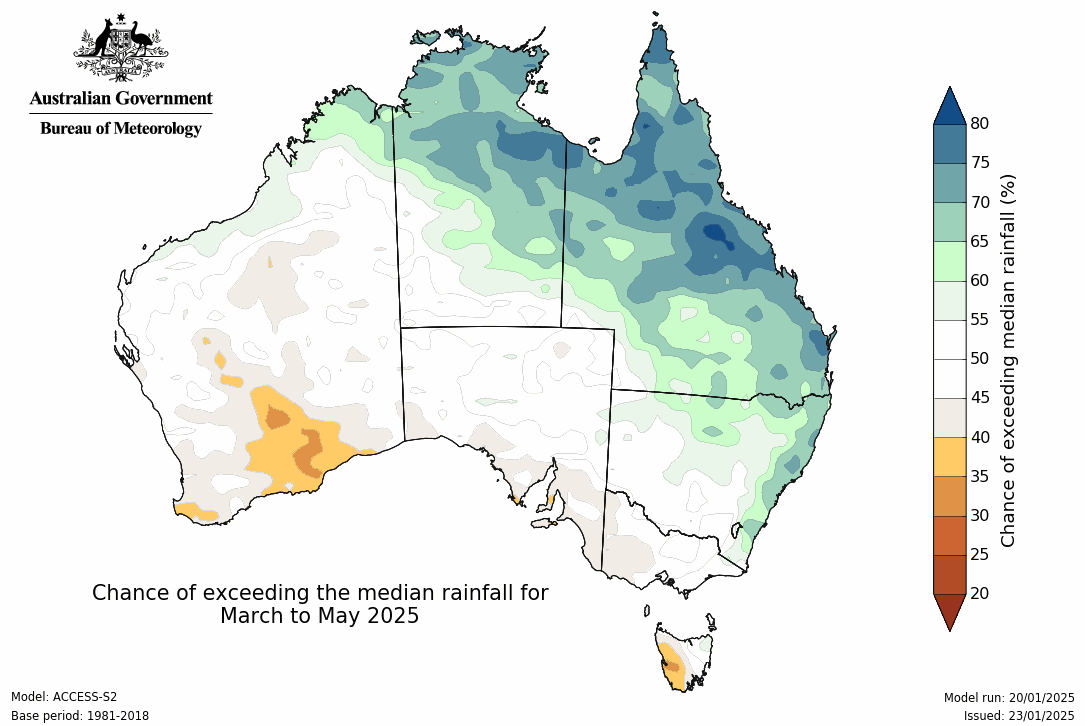 Australian Government
Bureau of Meteorology
80
75
70
65
60
55
50
45
40
35
30
25
20
Chance of exceeding median rainfall (%)
Chance of exceeding the median rainfall for
March to May 2025
Model: ACCESS-S2
Base period: 1981-2018
Model run: 20/01/2025
Issued: 23/01/2025